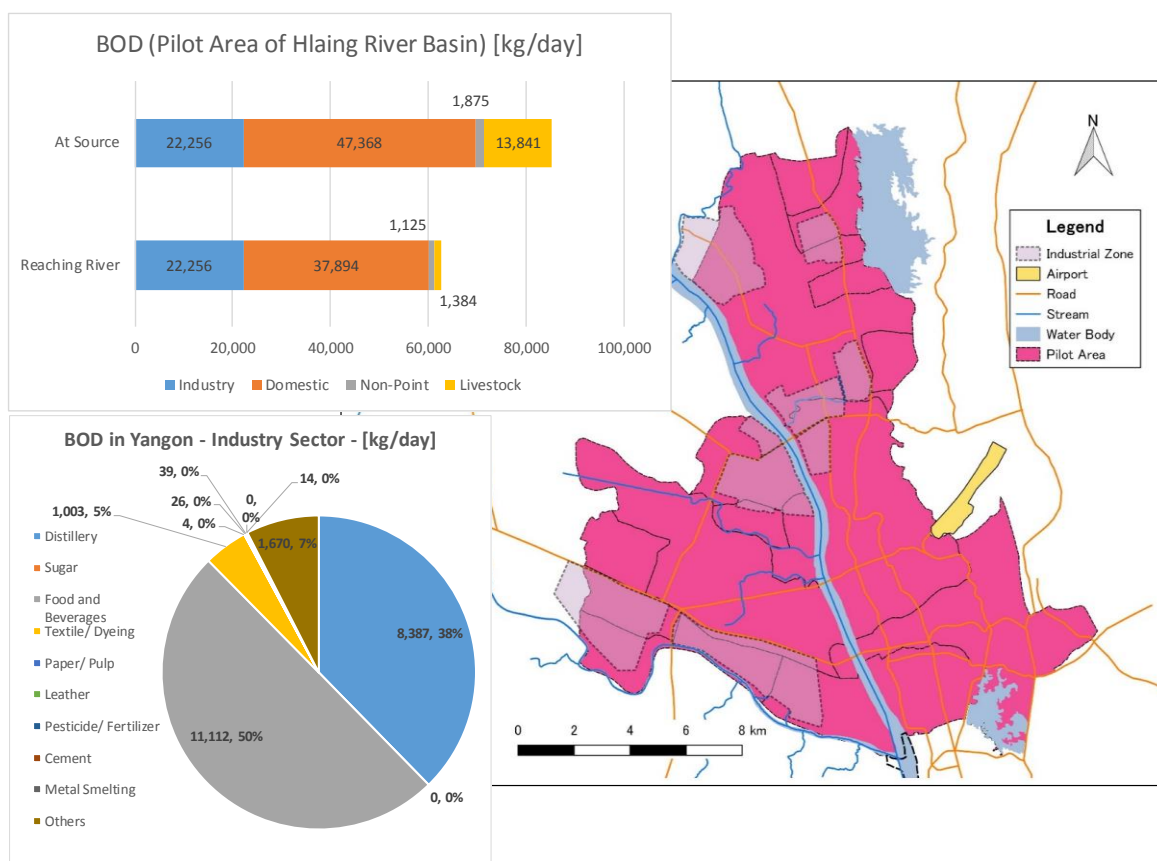 BOD (Pilot Area of Hlaing River Basin) [kg/day]
1,875
At Source
22,256
47,368
13,841
1,125
Reaching River
22,256
37,894
1,384
0
20,000
40,000
60,000
80,000
100,000
Industry
Domestic
Non-Point
Livestock
BOD in Yangon - Industry Sector - [kg/day]
39, 0%
14, 0%
26, 0%
0,
0%
1,003, 5%
4, 0%
1,670, 7%
8,387, 38%
11,112, 50%
0, 0%
Distillery
Sugar
Food and
Beverages
Textile/ Dyeing
Paper/ Pulp
Leather
Pesticide/ Fertilizer
Cement
Metal Smelting
Others
N
Legend
Industrial Zone
Airport
Road
Stream
Water Body
Pilot Area
0 2 4 6 8 km